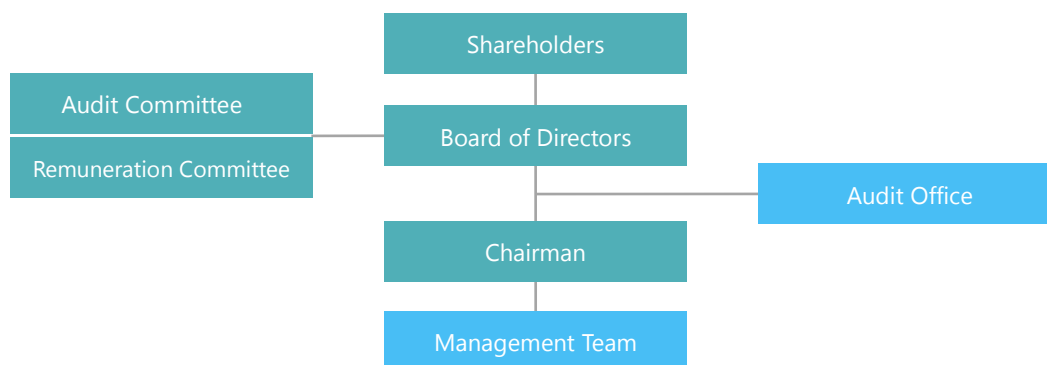 Shareholders
Audit Committee
Board of Directors
Remuneration Committee
Audit Office
Chairman
Management Team